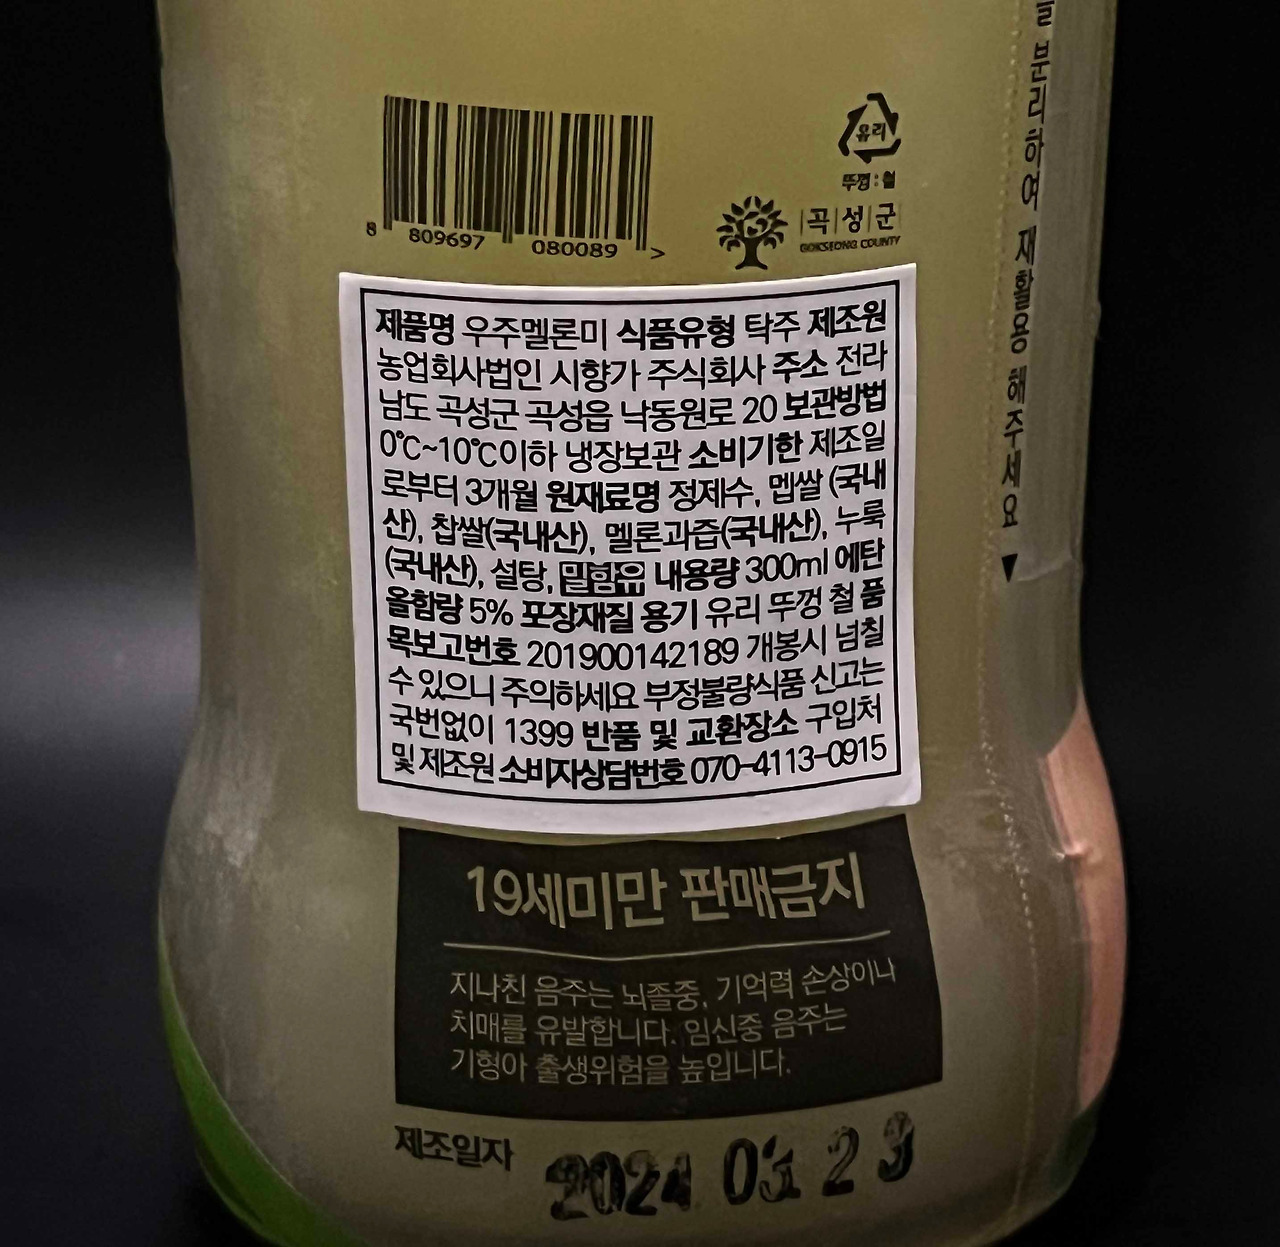 을 분리하여 재활용 해주세요 ▼
유리
뚜껑:철
8 809697 080089 >
곡성군
GOKSEONG COUNTY
제품명 우주멜론미 식품유형 탁주 제조원
농업회사법인 시향가 주식회사 주소 전라
남도 곡성군 곡성읍 낙동원로 20 보관방법
0℃~10℃이하 냉장보관 소비기한 제조일
로부터 3개월 원재료명 정제수, 멥쌀 (국내
산), 찹쌀(국내산), 멜론과즙(국내산), 누룩
(국내산), 설탕, 밀함유 내용량 300ml 에탄
올함량 5% 포장재질 용기 유리 뚜껑 철 품
목보고번호 201900142189 개봉시 넘칠
수 있으니 주의하세요 부정불량식품 신고는
국번없이 1399 반품 및 교환장소 구입처
및 제조원 소비자상담번호 070-4113-0915
19세미만 판매금지
지나친 음주는 뇌졸중, 기억력 손상이나
치매를 유발합니다. 임신중 음주는
기형아 출생위험을 높입니다.
제조일자
2024 23